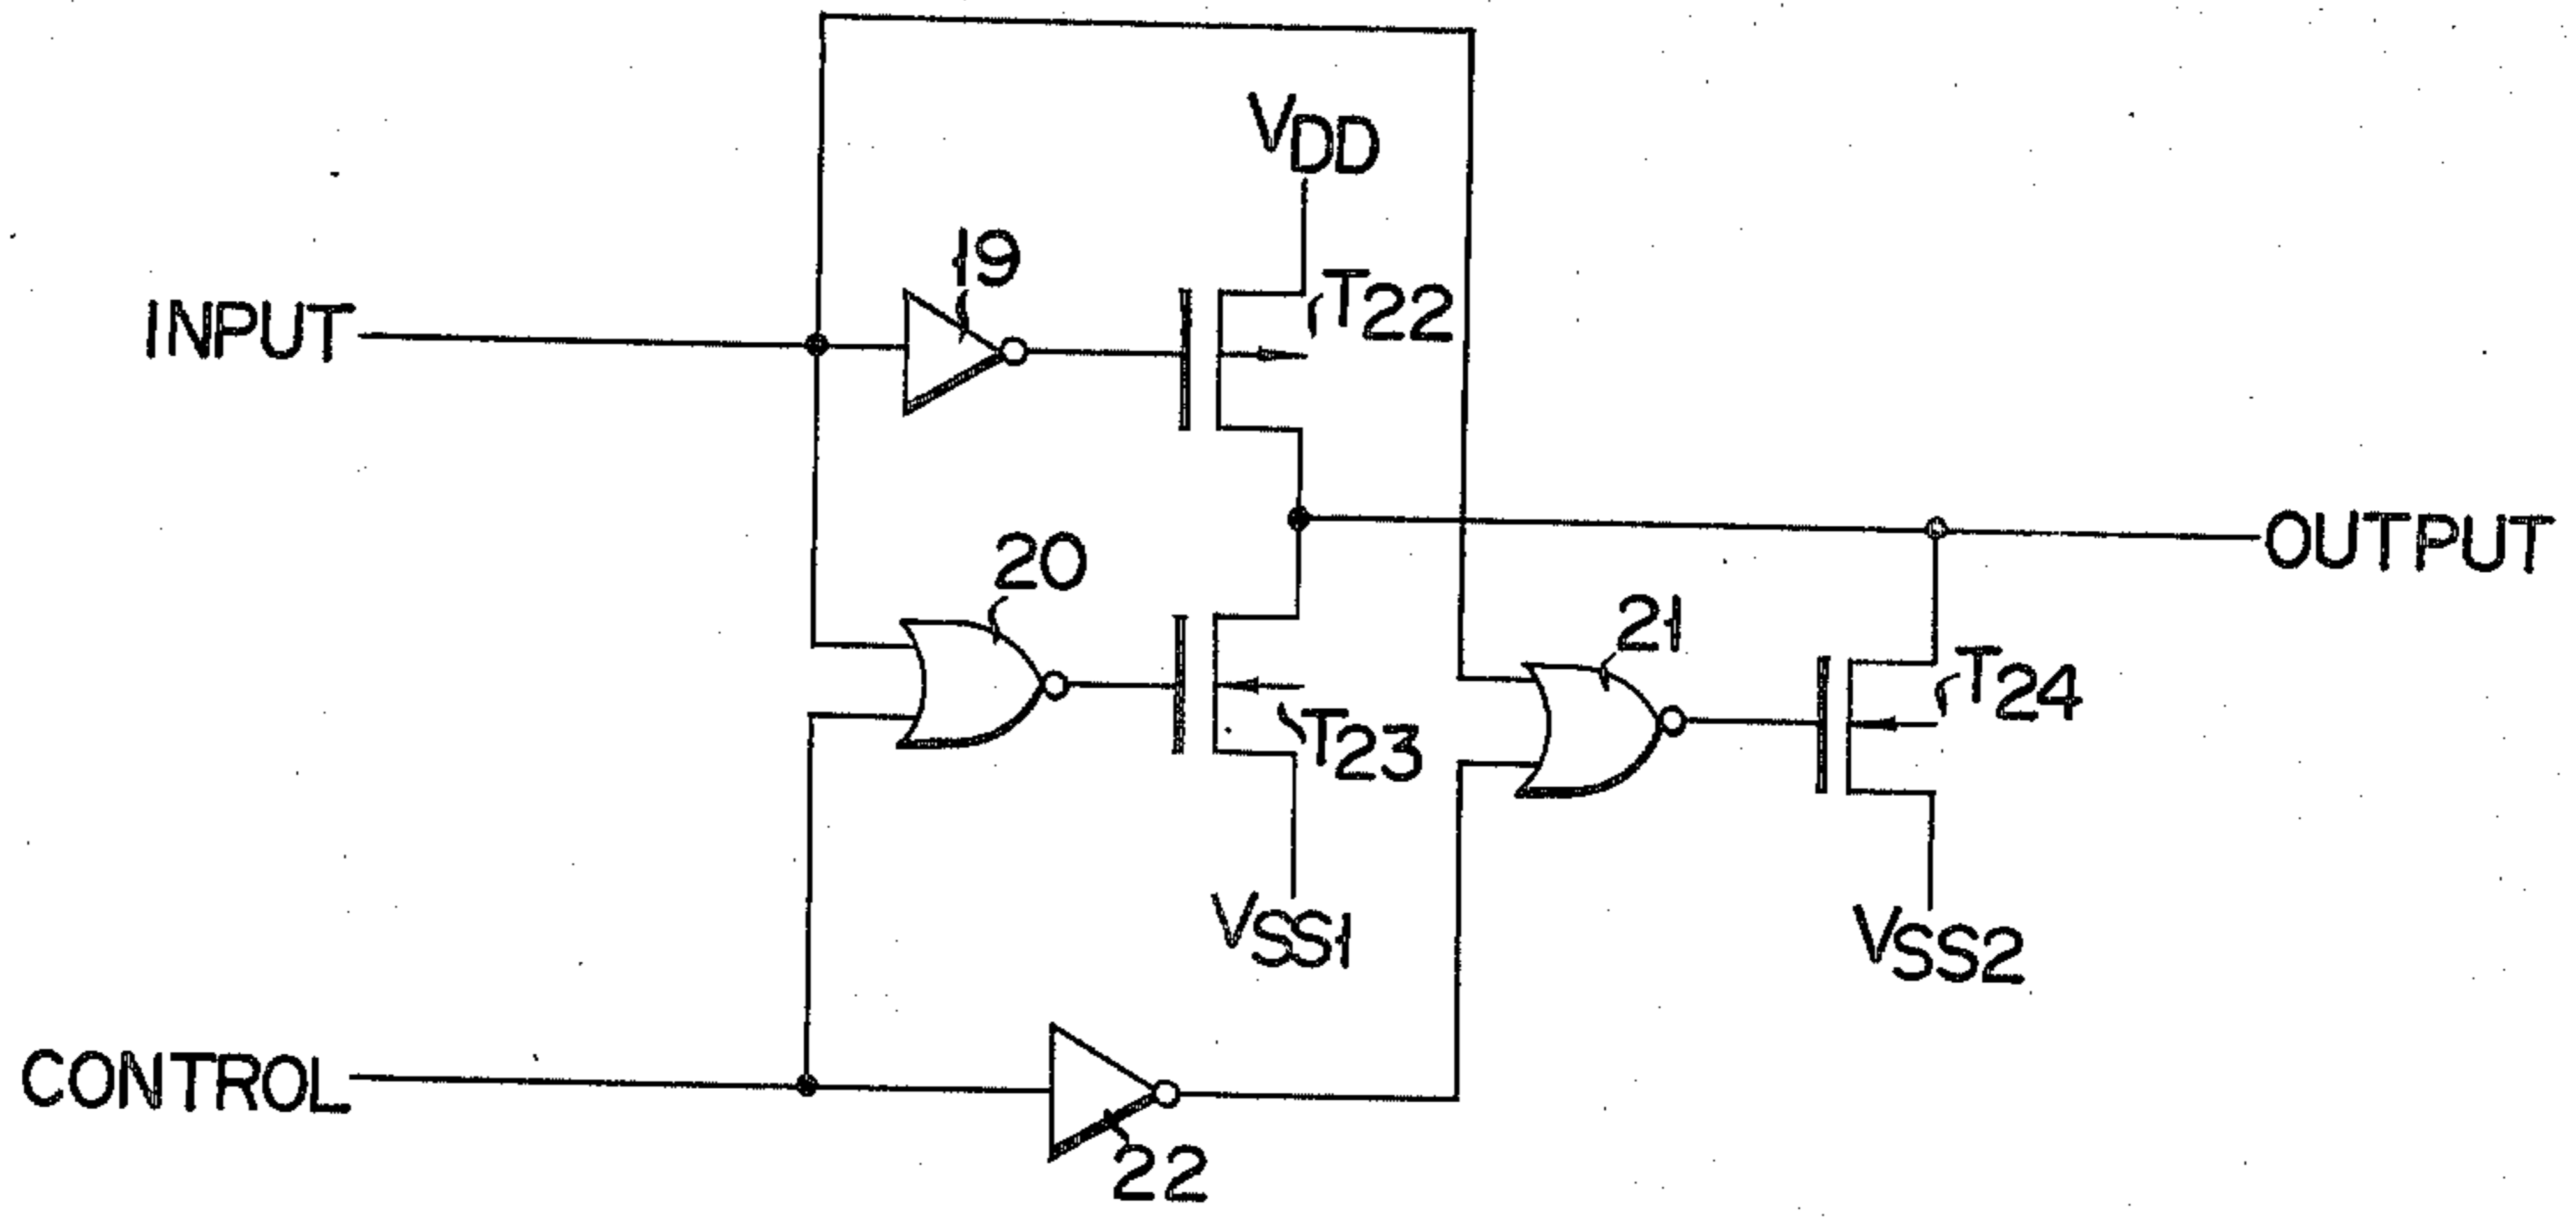 VDD
19
T22
INPUT
20
OUTPUT
21
T24
T23
VSS1
VSS2
CONTROL
22